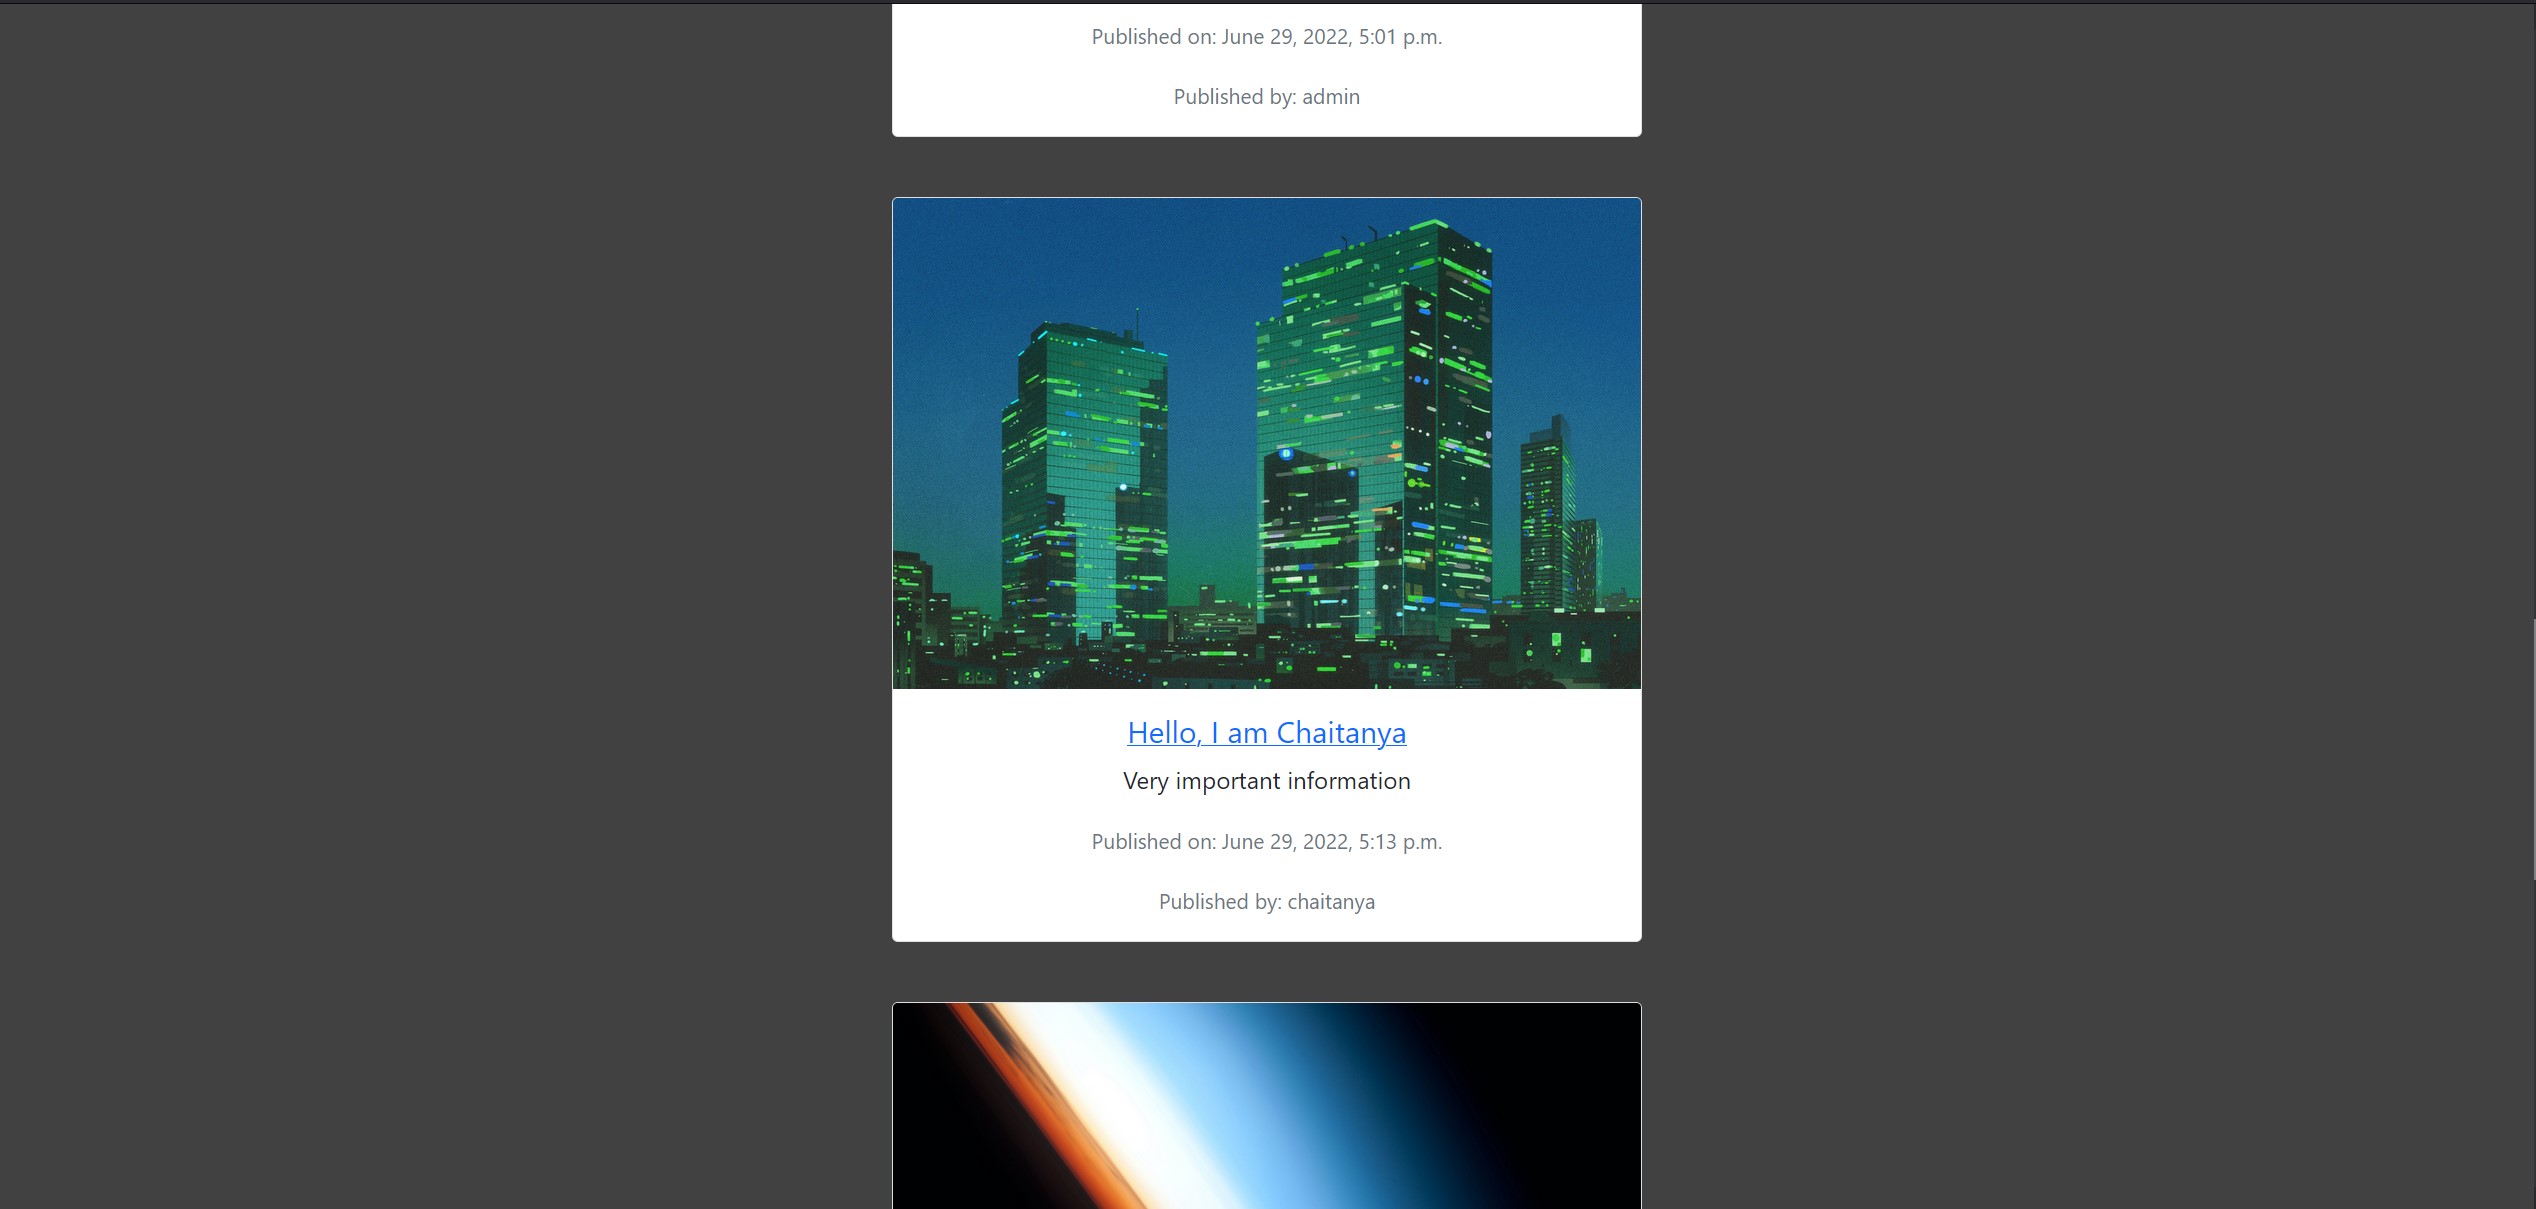 Published on: June 29, 2022, 5:01 p.m.
Published by: admin
Hello, I am Chaitanya
Very important information
Published on: June 29, 2022, 5:13 p.m.
Published by: chaitanya